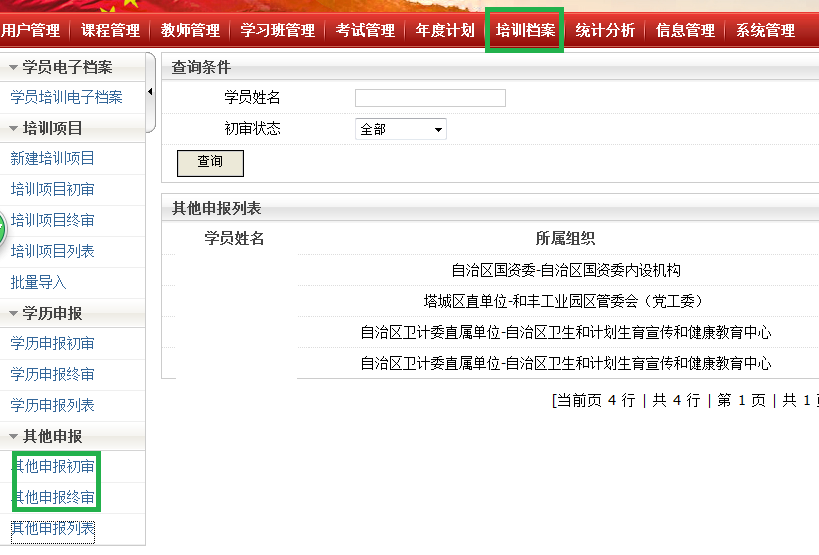 用户管理 课程管理 教师管理 学习班管理 考试管理 年度计划 培训档案 统计分析 信息管理 系统管理
学员电子档案
学员培训电子档案
培训项目
新建培训项目
培训项目初审
培训项目终审
培训项目列表
批量导入
学历申报
学历申报初审
学历申报终审
学历申报列表
其他申报
其他申报初审
其他申报终审
其他申报列表
查询条件
学员姓名
初审状态 全部
查询
其他申报列表
学员姓名 所属组织
自治区国资委-自治区国资委内设机构
塔城区直单位-和丰工业园区管委会（党工委）
自治区卫计委直属单位-自治区卫生和计划生育宣传和健康教育中心
自治区卫计委直属单位-自治区卫生和计划生育宣传和健康教育中心
[当前页 4 行 | 共 4 行 | 第 1 页 | 共 1